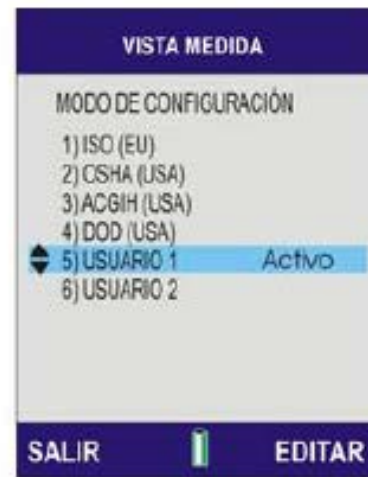 VISTA MEDIDA
MODO DE CONFIGURACIÓN
1) ISO (EU)
2) OSHA (USA)
3) ACGIH (USA)
4) DOD (USA)
5) USUARIO 1 Activo
6) USUARIO 2
SALIR EDITAR